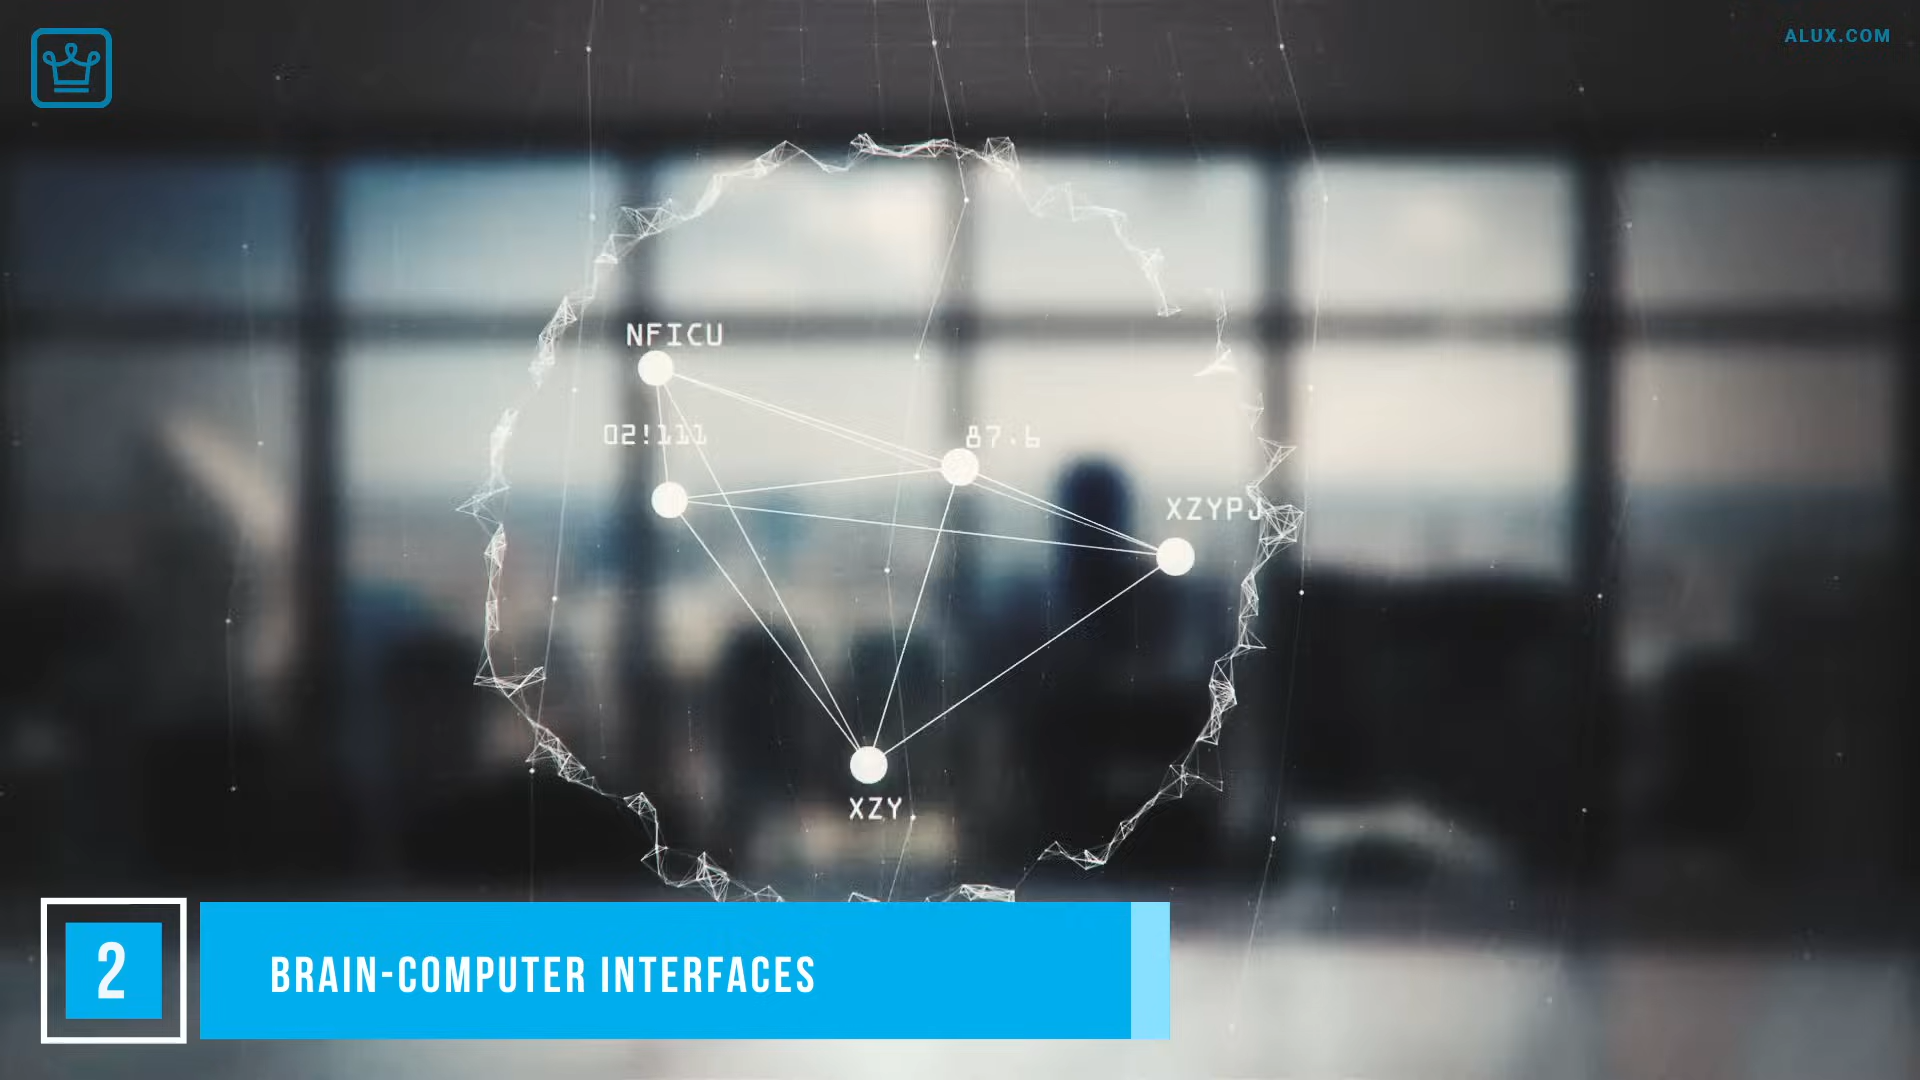 ALUX.COM
NFICU
02!111
87.6
XZYPJ
XZY
2
BRAIN-COMPUTER INTERFACES